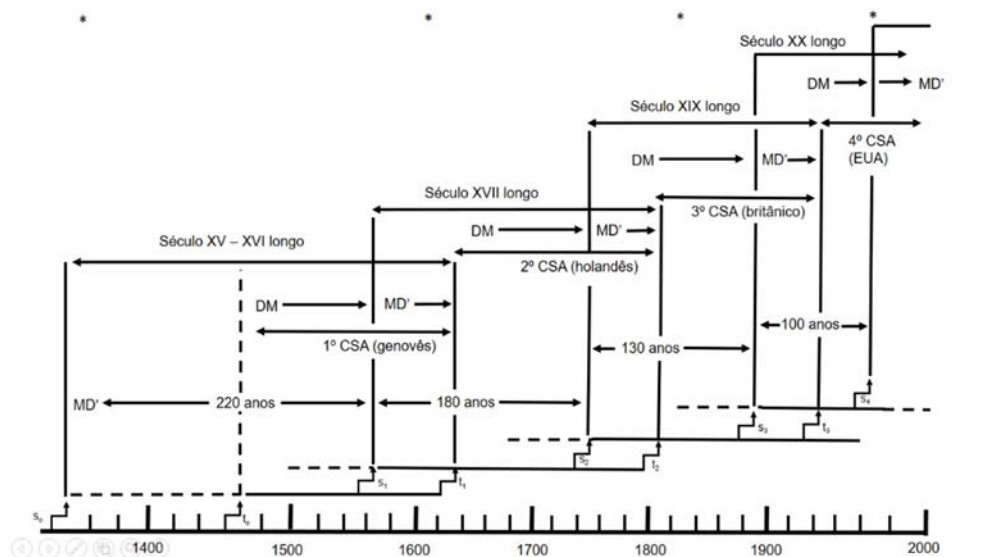 * * * *
Século XX longo
DM MD'
Século XIX longo
4º CSA
(EUA)
DM MD'
Século XVII longo
3º CSA (britânico)
DM MD'
Século XV – XVI longo
2º CSA (holandês)
DM MD'
100 anos
1º CSA (genovês)
130 anos
MD' 220 anos 180 anos
s₄
s₃ t₃
s₂ t₂
s₁ t₁
s₀ t₀
1400 1500 1600 1700 1800 1900 2000